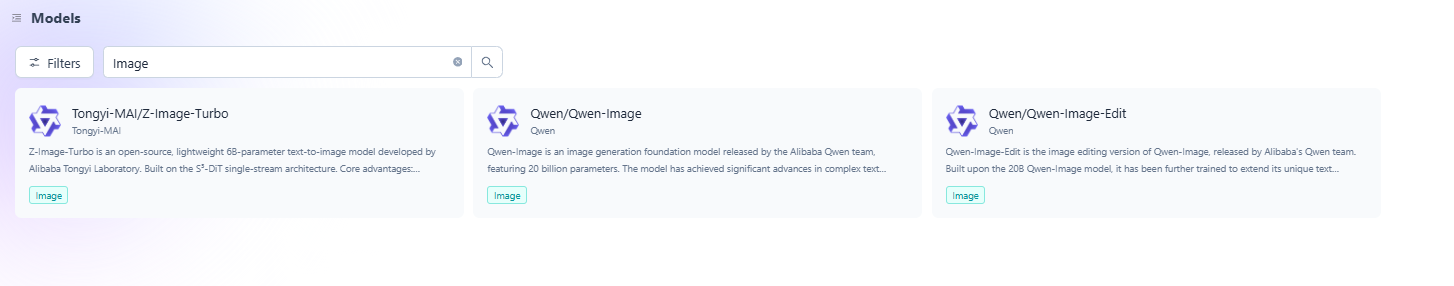 Models
Filters
Image
Tongyi-MAI/Z-Image-Turbo
Tongyi-MAI
Z-Image-Turbo is an open-source, lightweight 6B-parameter text-to-image model developed by
Alibaba Tongyi Laboratory. Built on the S³-DiT single-stream architecture. Core advantages:...
Image
Qwen/Qwen-Image
Qwen
Qwen-Image is an image generation foundation model released by the Alibaba Qwen team,
featuring 20 billion parameters. The model has achieved significant advances in complex text...
Image
Qwen/Qwen-Image-Edit
Qwen
Qwen-Image-Edit is the image editing version of Qwen-Image, released by Alibaba's Qwen team.
Built upon the 20B Qwen-Image model, it has been further trained to extend its unique text...
Image